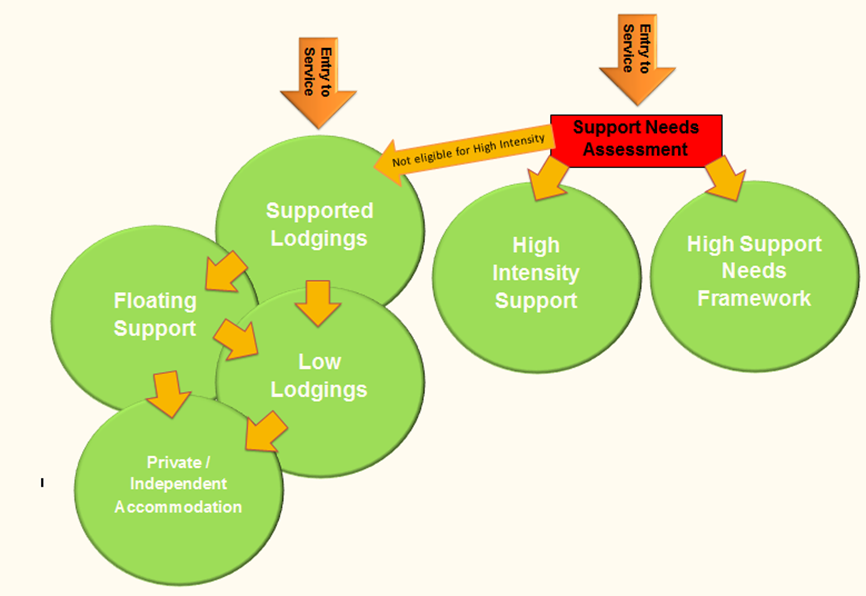 Entry to
Service
Entry to
Service
Support Needs
Assessment
Not eligible for High Intensity
Supported
Lodgings
High
Intensity
Support
High Support
Needs
Framework
Floating
Support
Low
Lodgings
Private /
Independent
Accommodation